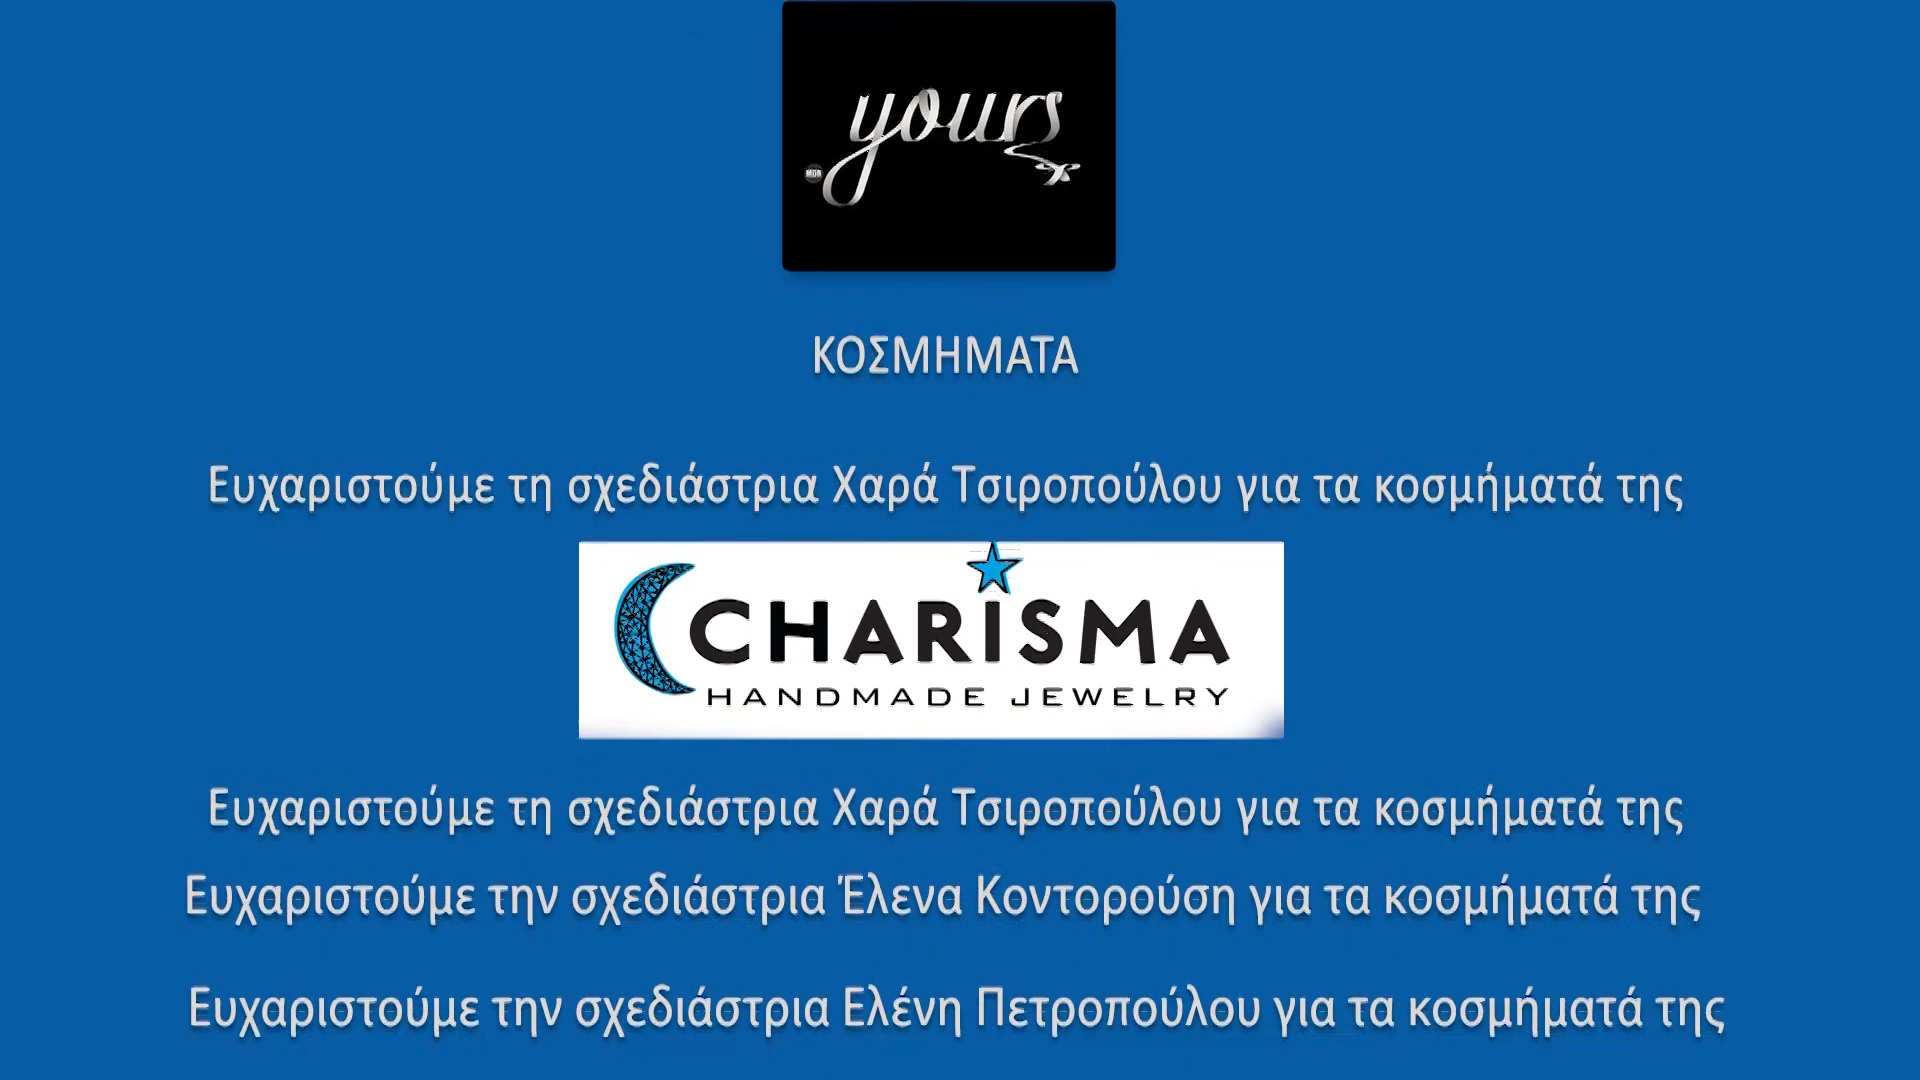 yours
MDR
ΚΟΣΜΗΜΑΤΑ
Ευχαριστούμε τη σχεδιάστρια Χαρά Τσιροπούλου για τα κοσμήματά της
CHARISMA
HANDMADE JEWELRY
Ευχαριστούμε τη σχεδιάστρια Χαρά Τσιροπούλου για τα κοσμήματά της
Ευχαριστούμε την σχεδιάστρια Έλενα Κοντορούση για τα κοσμήματά της
Ευχαριστούμε την σχεδιάστρια Ελένη Πετροπούλου για τα κοσμήματά της